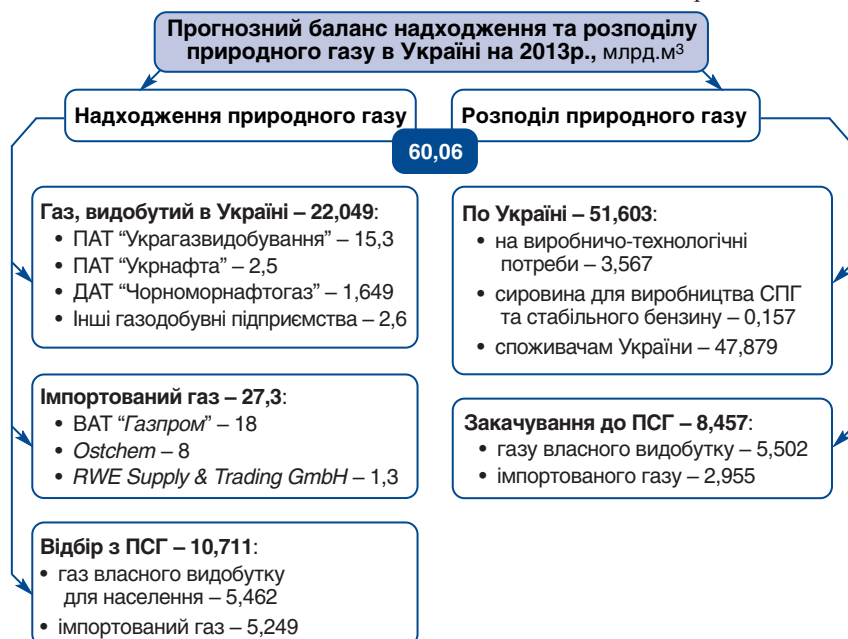 Прогнозний баланс надходження та розподілу
природного газу в Україні на 2013р., млрд.м³
Надходження природного газу
Розподіл природного газу
60,06
Газ, видобутий в Україні – 22,049:
• ПАТ “Украгазвидобування” – 15,3
• ПАТ “Укрнафта” – 2,5
• ДАТ “Чорноморнафтогаз” – 1,649
• Інші газодобувні підприємства – 2,6
Імпортований газ – 27,3:
• ВАТ “Газпром” – 18
• Ostchem – 8
• RWE Supply & Trading GmbH – 1,3
Відбір з ПСГ – 10,711:
• газ власного видобутку
для населення – 5,462
• імпортований газ – 5,249
По Україні – 51,603:
• на виробничо-технологічні
потреби – 3,567
• сировина для виробництва СПГ
та стабільного бензину – 0,157
• споживачам України – 47,879
Закачування до ПСГ – 8,457:
• газу власного видобутку – 5,502
• імпортованого газу – 2,955